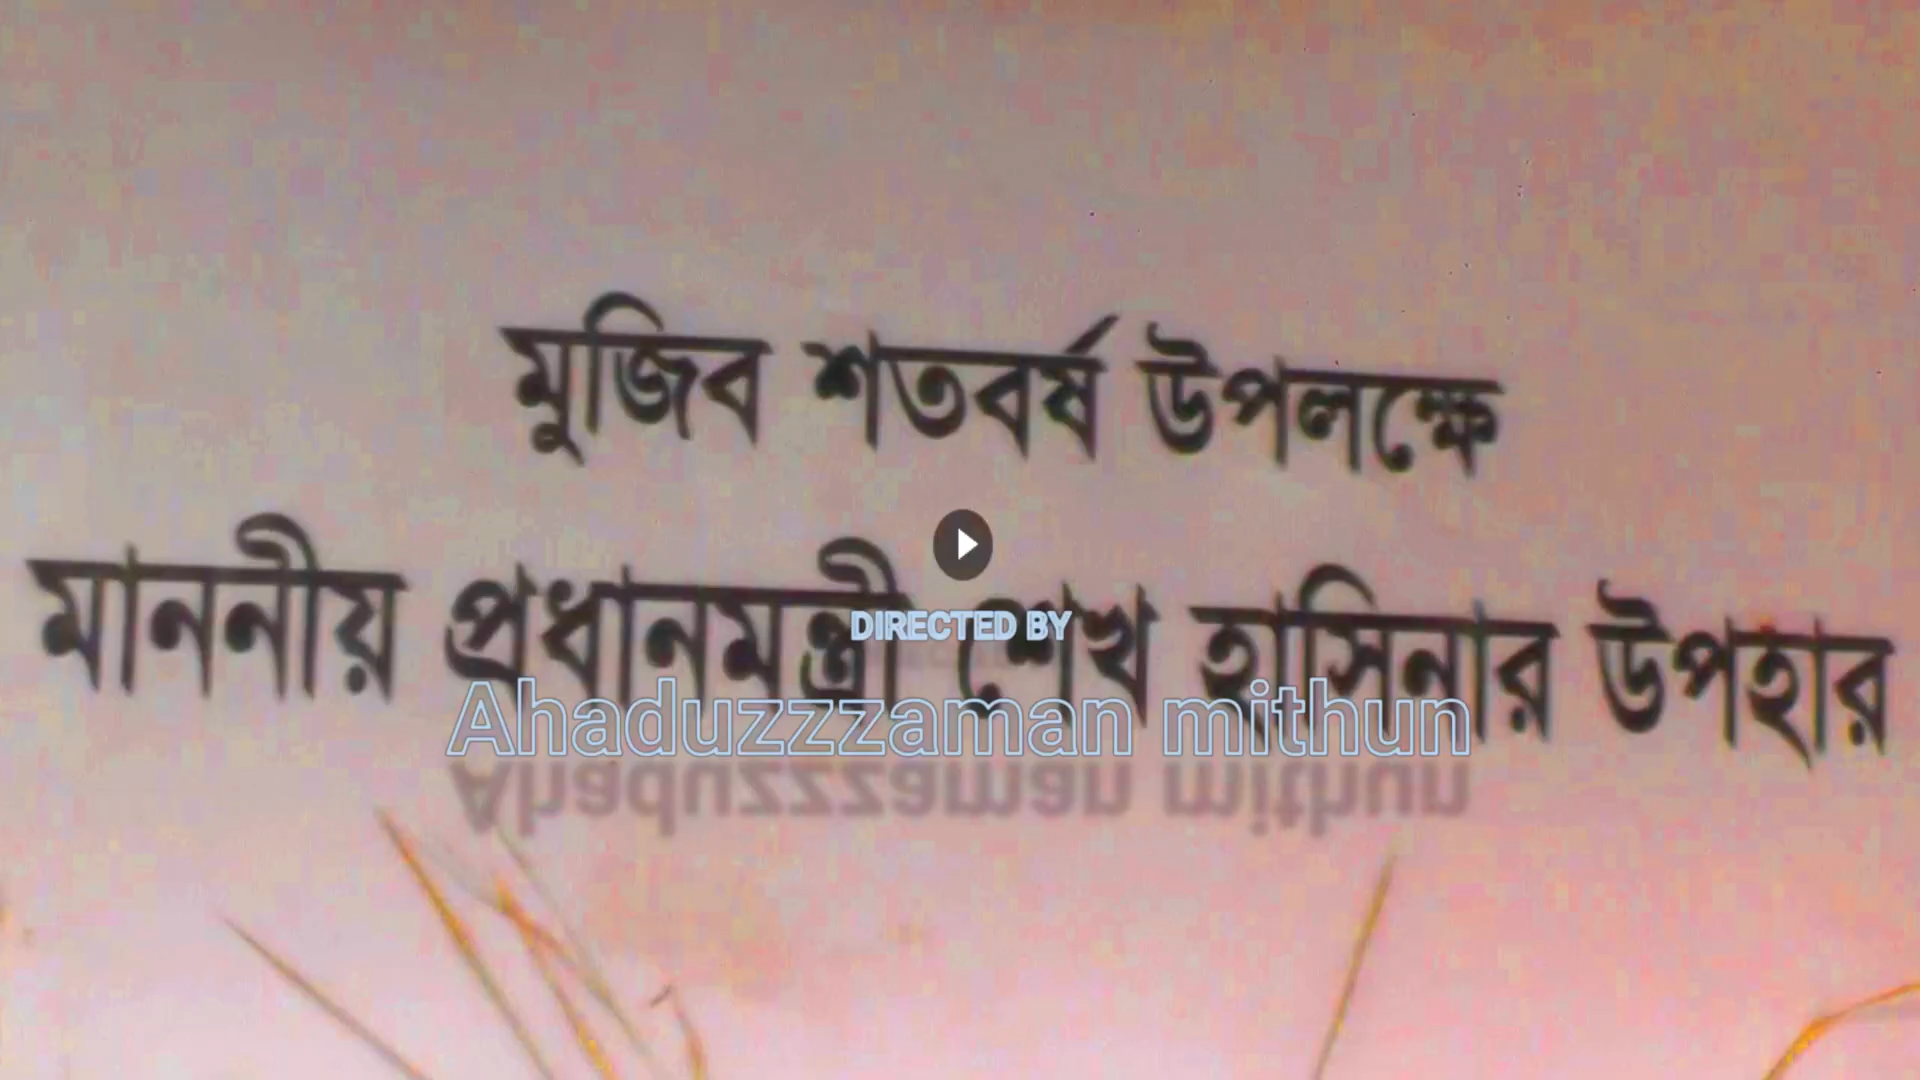 মুজিব শতবর্ষ উপলক্ষে
মাননীয় প্রধানমন্ত্রী শেখ হাসিনার উপহার
DIRECTED BY
Ahaduzzzaman mithun